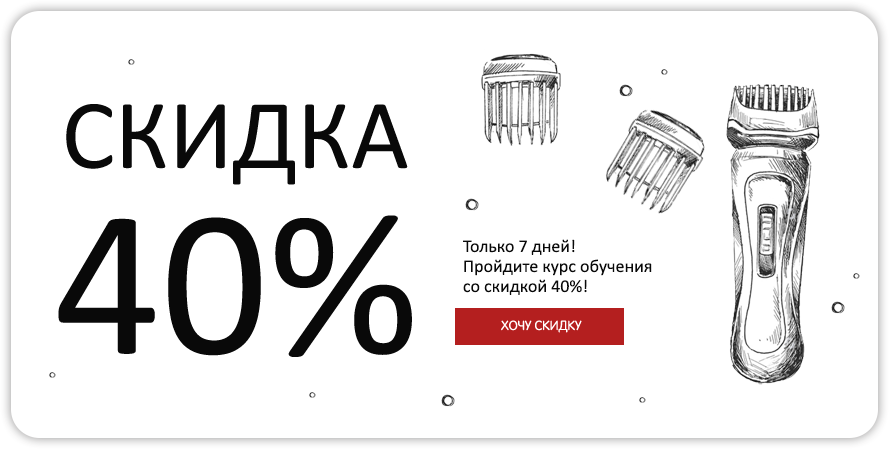 СКИДКА
40%
Только 7 дней!
Пройдите курс обучения
со скидкой 40%!
ХОЧУ СКИДКУ